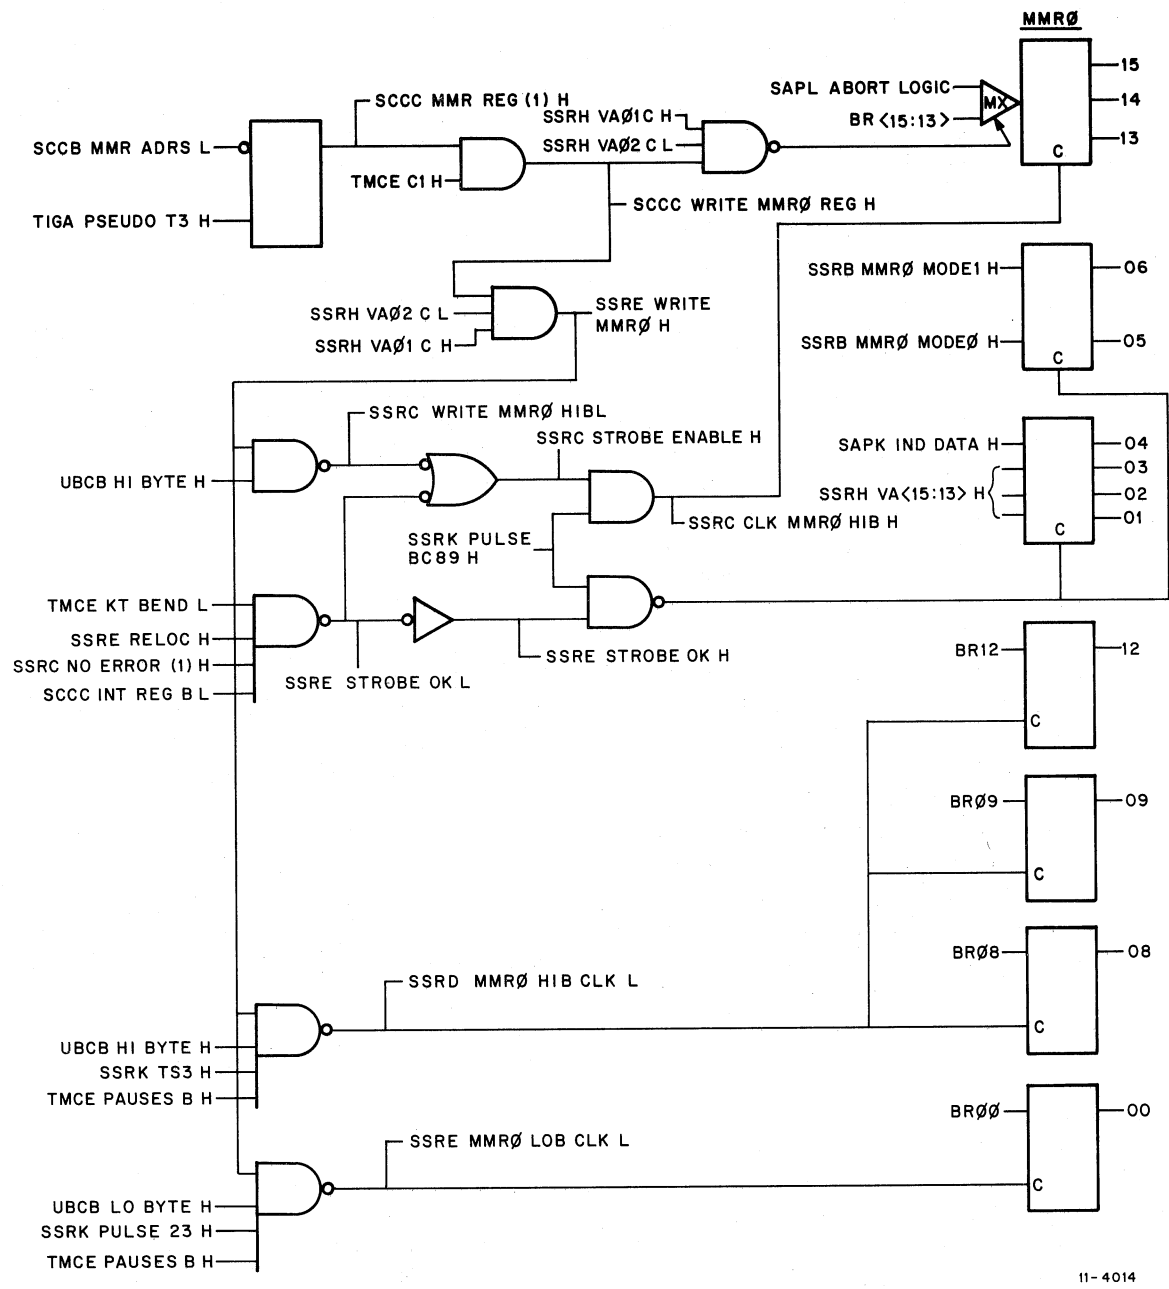 MMRØ
SCCC MMR REG (1) H
SAPL ABORT LOGIC
MX
15
14
13
C
BR <15:13>
SSRH VAØ1C H
SSRH VAØ2 C L
SCCB MMR ADRS L
TMCE C1 H
TIGA PSEUDO T3 H
SCCC WRITE MMRØ REG H
SSRB MMRØ MODE1 H
06
SSRB MMRØ MODEØ H
05
C
SSRE WRITE
MMRØ H
SSRH VAØ2 C L
SSRH VAØ1 C H
SSRC WRITE MMRØ HIBL
SSRC STROBE ENABLE H
UBCB HI BYTE H
SAPK IND DATA H
04
03
SSRH VA<15:13> H
02
01
C
SSRC CLK MMRØ HIB H
SSRK PULSE
BC89 H
TMCE KT BEND L
SSRE RELOC H
SSRC NO ERROR (1) H
SCCC INT REG B L
SSRE STROBE OK L
SSRE STROBE OK H
BR12
12
C
BRØ9
09
C
BRØ8
08
C
SSRD MMRØ HIB CLK L
UBCB HI BYTE H
SSRK TS3 H
TMCE PAUSES B H
BRØØ
00
C
SSRE MMRØ LOB CLK L
UBCB LO BYTE H
SSRK PULSE 23 H
TMCE PAUSES B H
11-4014